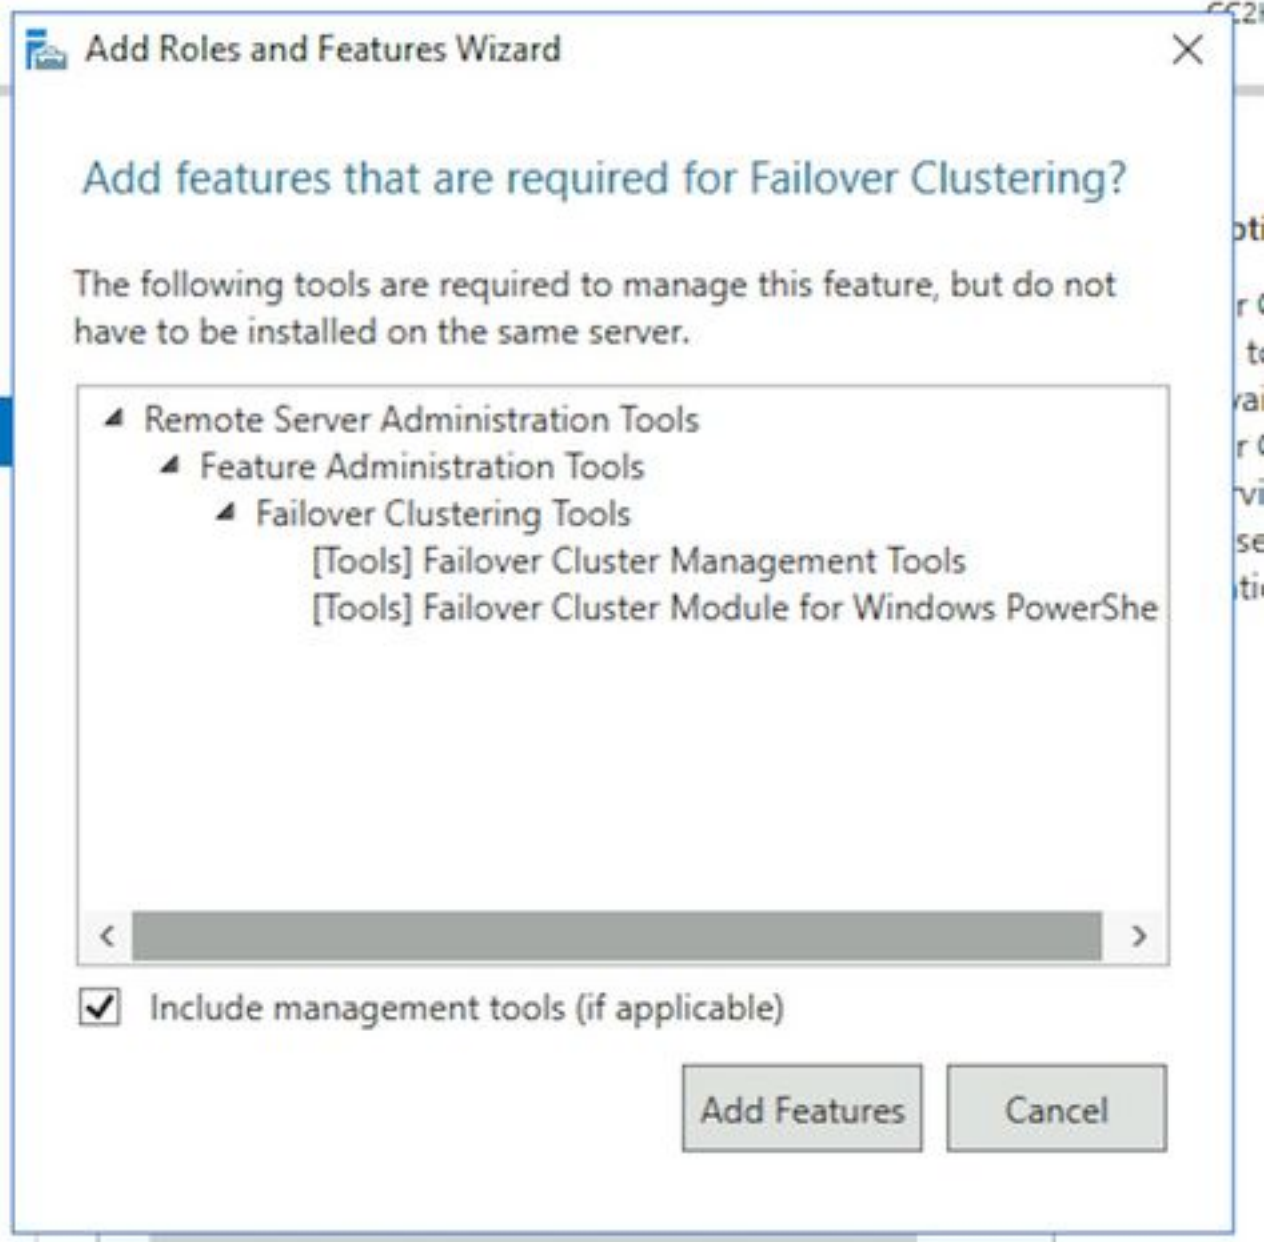 Add Roles and Features Wizard
Add features that are required for Failover Clustering?
The following tools are required to manage this feature, but do not
have to be installed on the same server.
Remote Server Administration Tools
Feature Administration Tools
Failover Clustering Tools
[Tools] Failover Cluster Management Tools
[Tools] Failover Cluster Module for Windows PowerShe
Include management tools (if applicable)
Add Features
Cancel